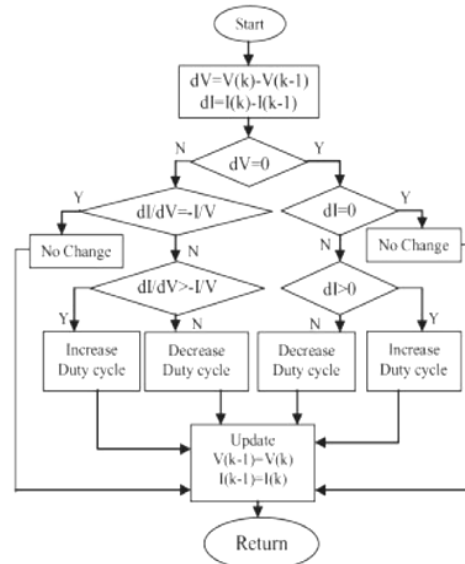 Start
dV=V(k)-V(k-1)
dI=I(k)-I(k-1)
N
Y
dV=0
Y
dI/dV=-I/V
dI=0
Y
No Change
N
N
No Change
dI/dV>-I/V
dI>0
Y
N
N
Y
Increase
Duty cycle
Decrease
Duty cycle
Decrease
Duty cycle
Increase
Duty cycle
Update
V(k-1)=V(k)
I(k-1)=I(k)
Return